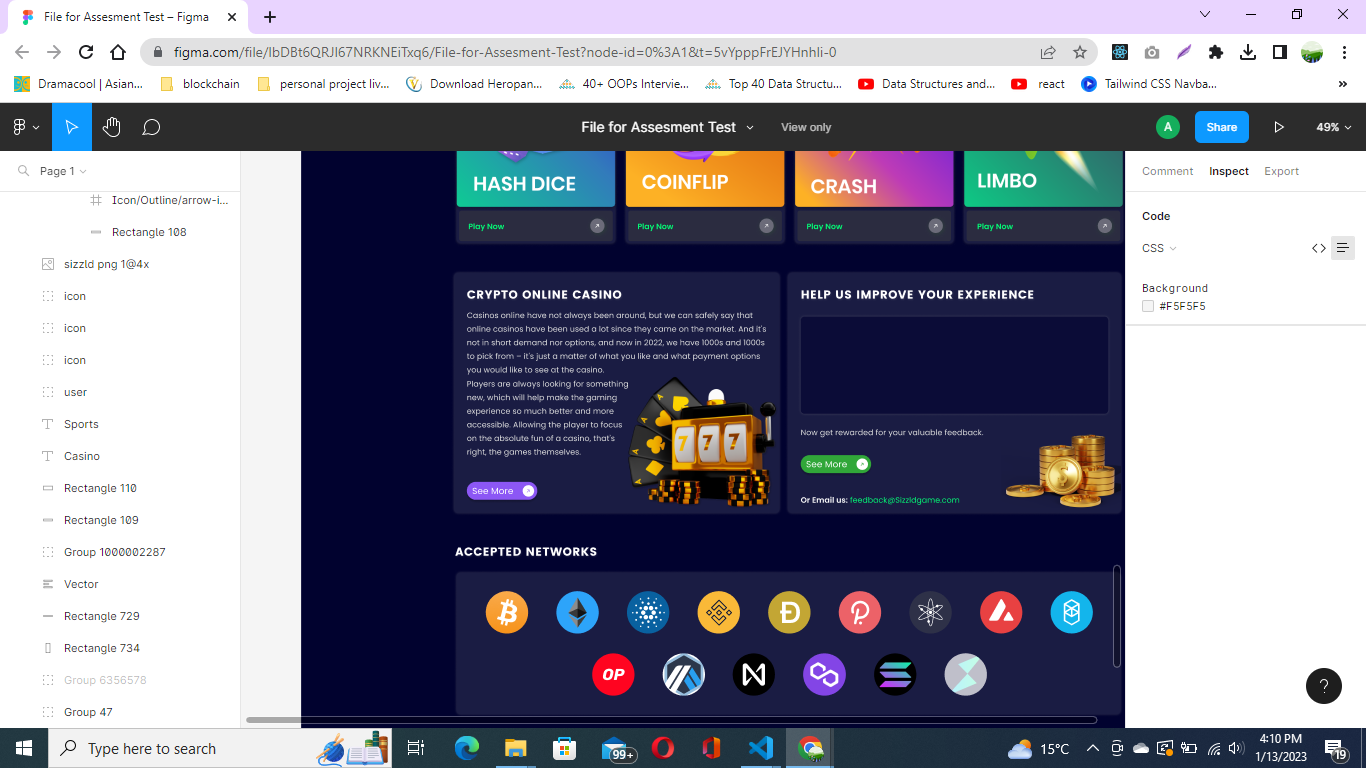 File for Assesment Test – Figma
figma.com/file/IbDBt6QRJl67NRKNEiTxq6/File-for-Assesment-Test?node-id=0%3A1&t=5vYpppFrEJYHnhli-0
Dramacool | Asian...
blockchain
personal project liv...
Download Heropan...
40+ OOPs Intervie...
Top 40 Data Structu...
Data Structures and...
react
Tailwind CSS Navba...
»
File for Assesment Test
View only
A
Share
49%
Page 1
Icon/Outline/arrow-i...
Rectangle 108
sizzld png 1@4x
icon
icon
icon
user
Sports
Casino
Rectangle 110
Rectangle 109
Group 1000002287
Vector
Rectangle 729
Rectangle 734
Group 6356578
Group 47
HASH DICE
COINFLIP
CRASH
LIMBO
Play Now
Play Now
Play Now
Play Now
CRYPTO ONLINE CASINO
Casinos online have not always been around, but we can safely say that
online casinos have been used a lot since they came on the market. And it's
not in short demand nor options, and now in 2022, we have 1000s and 1000s
to pick from – it's just a matter of what you like and what payment options
you would like to see at the casino.
Players are always looking for something
new, which will help make the gaming
experience so much better and more
accessible. Allowing the player to focus
on the absolute fun of a casino, that's
right, the games themselves.
7 7 7
See More
HELP US IMPROVE YOUR EXPERIENCE
Now get rewarded for your valuable feedback.
See More
Or Email us: feedback@Sizzldgame.com
ACCEPTED NETWORKS
OP
Comment
Inspect
Export
Code
CSS
Background
#F5F5F5
?
Type here to search
99+
15°C
4:10 PM
1/13/2023
19